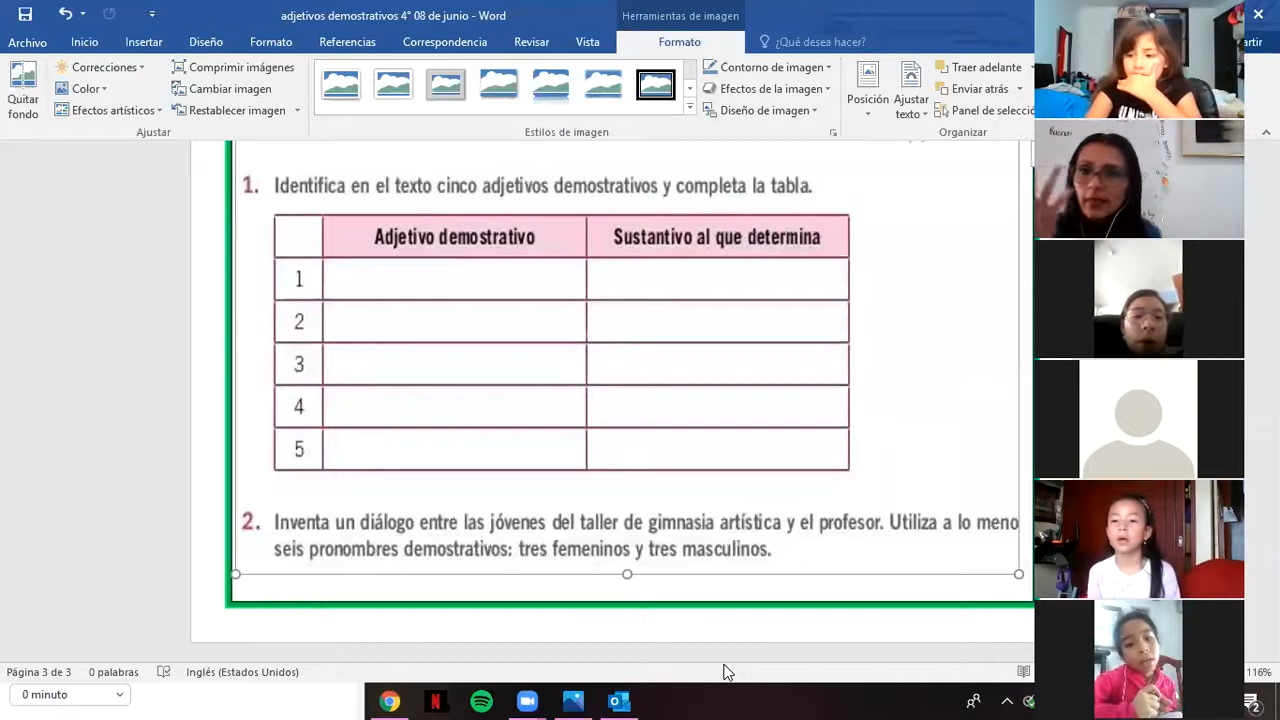 adjetivos demostrativos 4° 08 de junio - Word
Herramientas de imagen
Archivo Inicio Insertar Diseño Formato Referencias Correspondencia Revisar Vista Formato ¿Qué desea hacer?
Quitar fondo
Correcciones
Color
Efectos artísticos
Comprimir imágenes
Cambiar imagen
Restablecer imagen
Ajustar
Estilos de imagen
Contorno de imagen
Efectos de la imagen
Diseño de imagen
Posición
Ajustar texto
Traer adelante
Enviar atrás
Panel de selecció
Organizar
1. Identifica en el texto cinco adjetivos demostrativos y completa la tabla.
Adjetivo demostrativo Sustantivo al que determina
1
2
3
4
5
2. Inventa un diálogo entre las jóvenes del taller de gimnasia artística y el profesor. Utiliza a lo meno
seis pronombres demostrativos: tres femeninos y tres masculinos.
Página 3 de 3 0 palabras Inglés (Estados Unidos) 116%
0 minuto